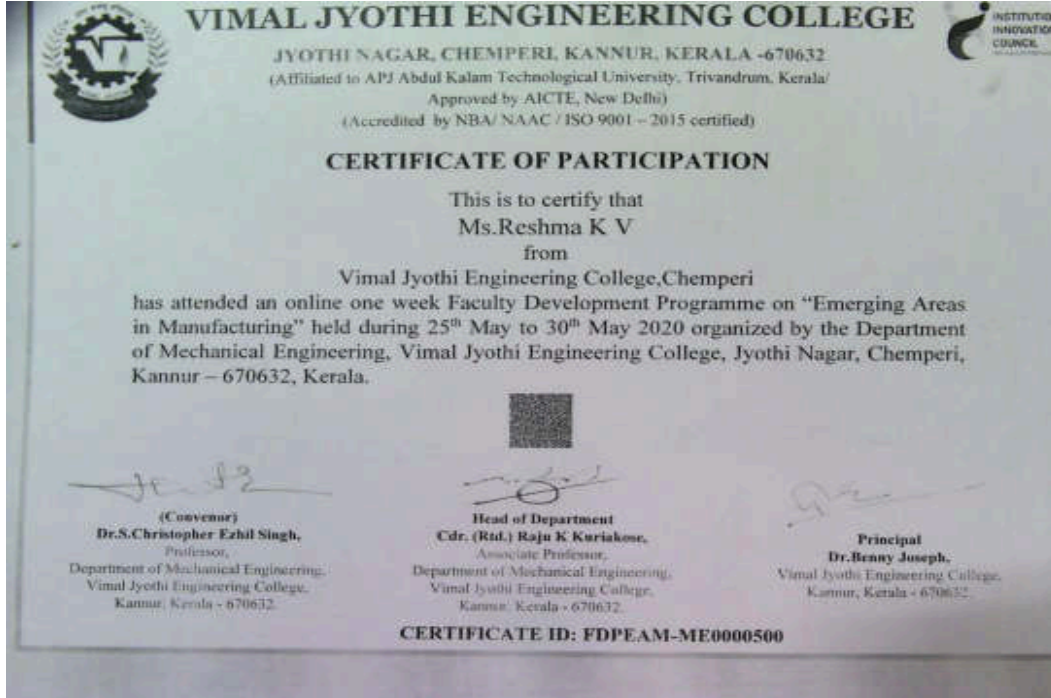 VIMAL JYOTHI ENGINEERING COLLEGE
INSTITUTION
INNOVATION
COUNCIL
JYOTHI NAGAR, CHEMPERI, KANNUR, KERALA -670632
(Affiliated to APJ Abdul Kalam Technological University, Trivandrum, Kerala/
Approved by AICTE, New Delhi)
(Accredited by NBA/ NAAC / ISO 9001 – 2015 certified)
CERTIFICATE OF PARTICIPATION
This is to certify that
Ms.Reshma K V
from
Vimal Jyothi Engineering College,Chemperi
has attended an online one week Faculty Development Programme on “Emerging Areas
in Manufacturing” held during 25th May to 30th May 2020 organized by the Department
of Mechanical Engineering, Vimal Jyothi Engineering College, Jyothi Nagar, Chemperi,
Kannur – 670632, Kerala.
(Convenor)
Dr.S.Christopher Ezhil Singh,
Professor,
Department of Mechanical Engineering,
Vimal Jyothi Engineering College,
Kannur, Kerala - 670632
Head of Department
Cdr. (Rtd.) Raju K Kuriakose,
Associate Professor,
Department of Mechanical Engineering,
Vimal Jyothi Engineering College,
Kannur, Kerala - 670632
Principal
Dr.Benny Joseph,
Vimal Jyothi Engineering College,
Kannur, Kerala - 670632
CERTIFICATE ID: FDPEAM-ME0000500